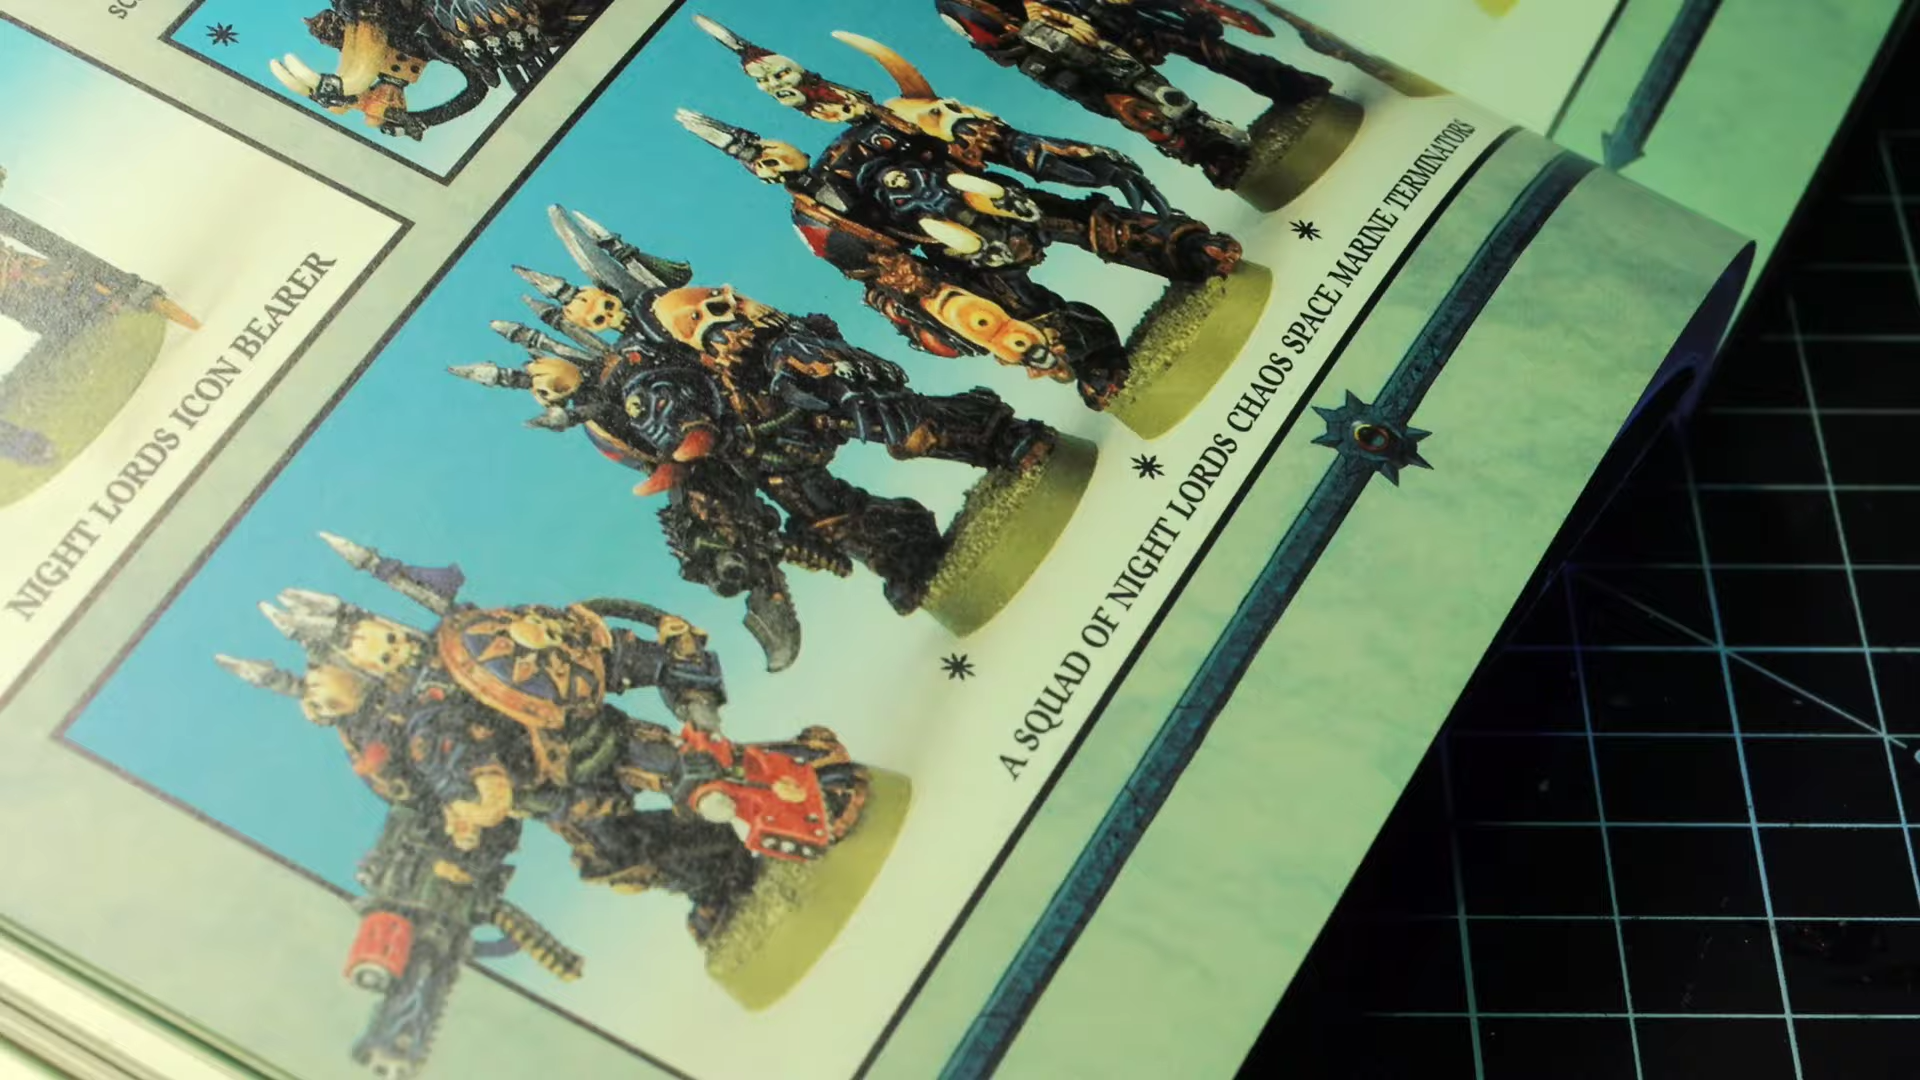 NIGHT LORDS ICON BEARER
A SQUAD OF NIGHT LORDS CHAOS SPACE MARINE TERMINATORS